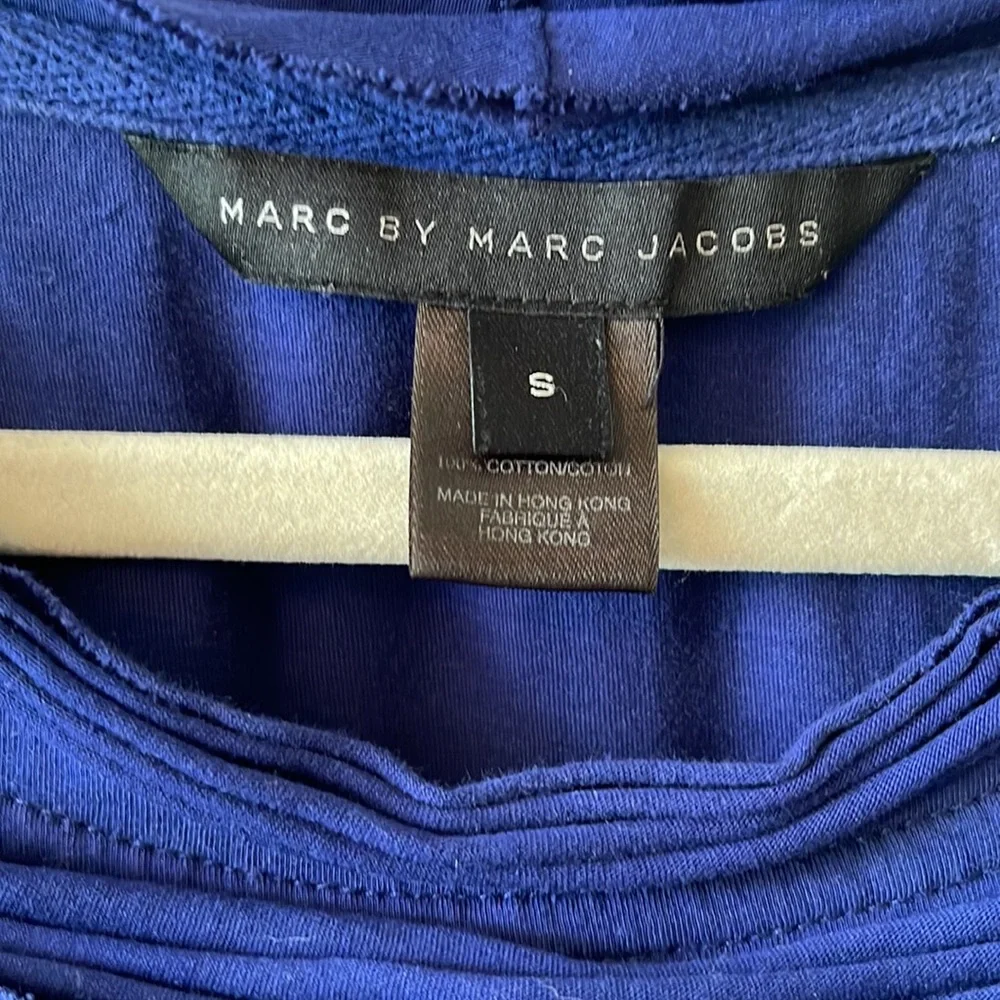 MARC BY MARC JACOBS
S
100% COTTON/COTON
MADE IN HONG KONG
FABRIQUE A
HONG KONG